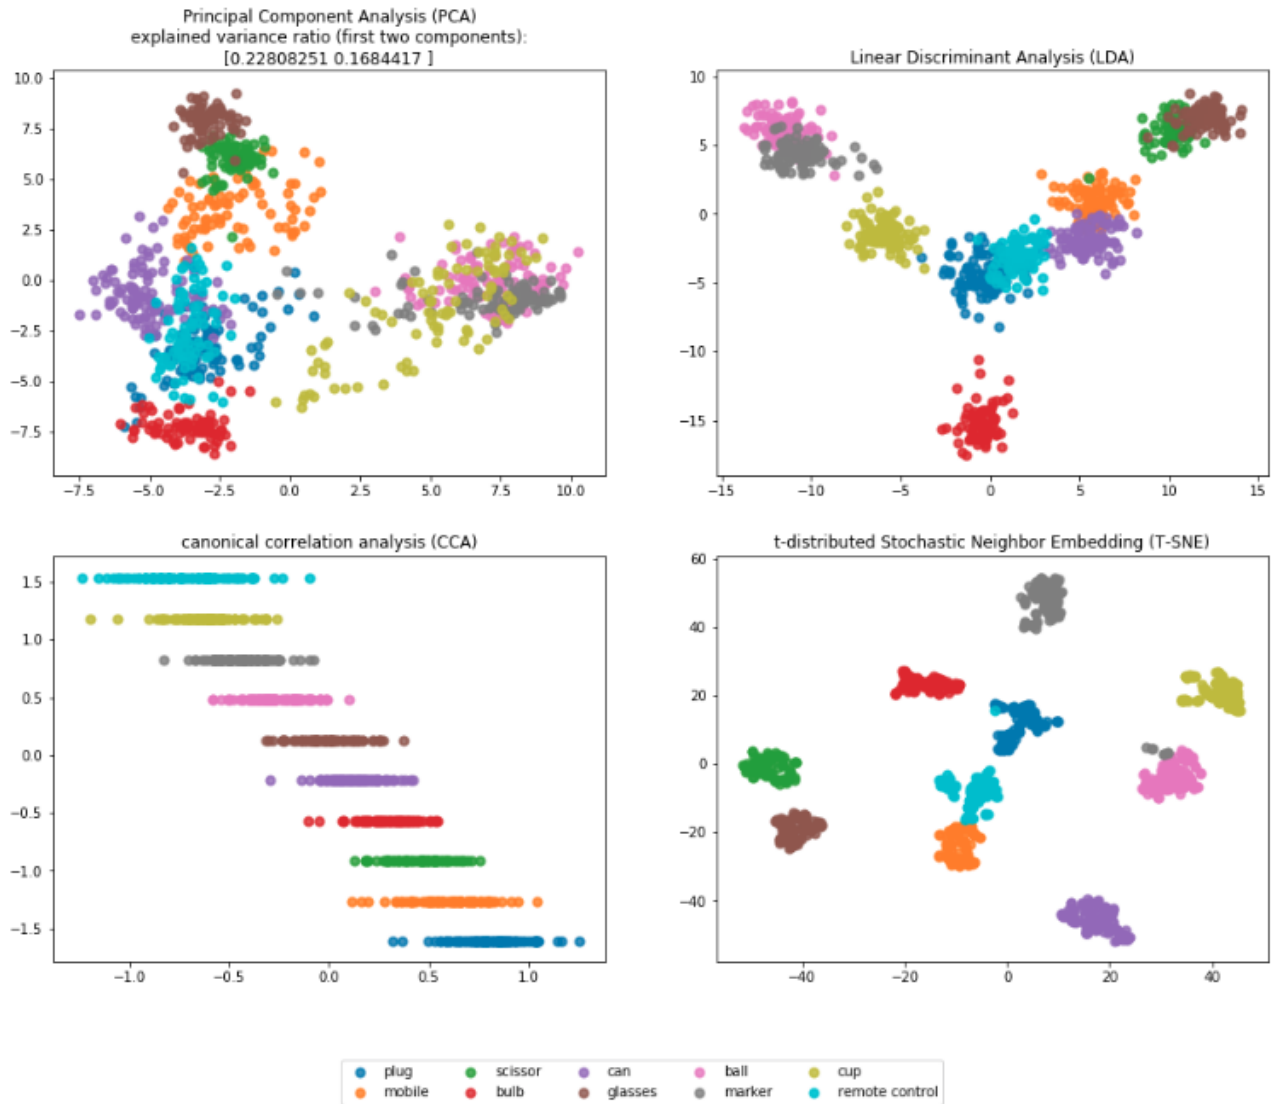 Principal Component Analysis (PCA)
explained variance ratio (first two components):
[0.22808251 0.1684417 ]
10.0
7.5
5.0
2.5
0.0
−2.5
−5.0
−7.5
−7.5 −5.0 −2.5 0.0 2.5 5.0 7.5 10.0
Linear Discriminant Analysis (LDA)
10
5
0
−5
−10
−15
−15 −10 −5 0 5 10 15
canonical correlation analysis (CCA)
1.5
1.0
0.5
0.0
−0.5
−1.0
−1.5
−1.0 −0.5 0.0 0.5 1.0
t-distributed Stochastic Neighbor Embedding (T-SNE)
60
40
20
0
−20
−40
−40 −20 0 20 40
plug scissor can ball cup
mobile bulb glasses marker remote control